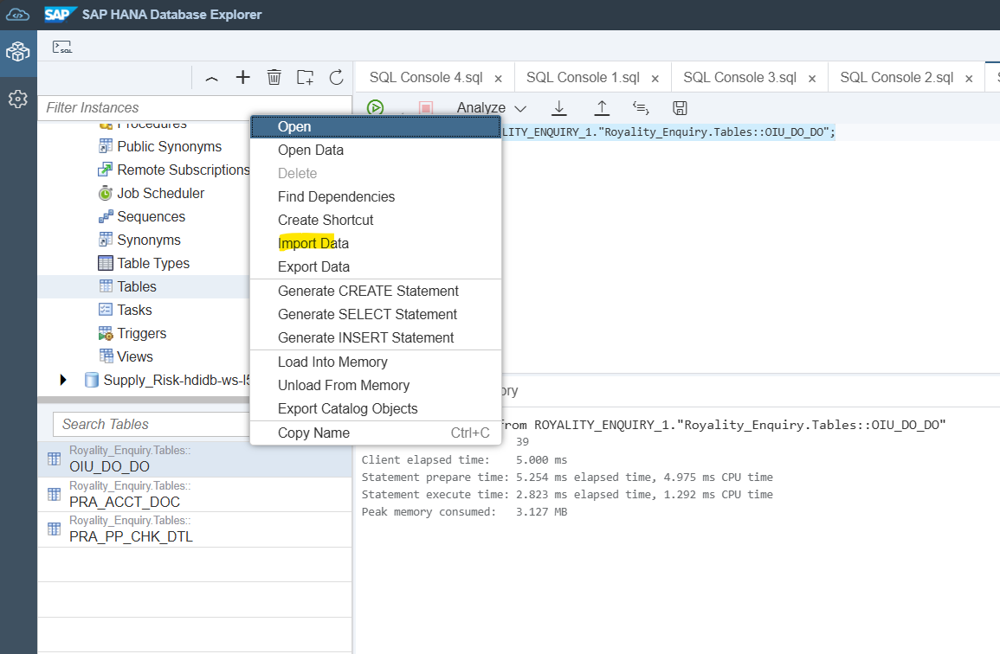 SAP SAP HANA Database Explorer
SQL
SQL Console 4.sql ×
SQL Console 1.sql ×
SQL Console 3.sql ×
SQL Console 2.sql ×
Filter Instances
Analyze
Procedures
Public Synonyms
Remote Subscriptions
Job Scheduler
Sequences
Synonyms
Table Types
Tables
Tasks
Triggers
Views
Supply_Risk-hdidb-ws-l5
Open
Open Data
Delete
Find Dependencies
Create Shortcut
Import Data
Export Data
Generate CREATE Statement
Generate SELECT Statement
Generate INSERT Statement
Load Into Memory
Unload From Memory
Export Catalog Objects
Copy Name Ctrl+C
LITY_ENQUIRY_1."Royality_Enquiry.Tables::OIU_DO_DO";
Search Tables
Royality_Enquiry.Tables::
OIU_DO_DO
Royality_Enquiry.Tables::
PRA_ACCT_DOC
Royality_Enquiry.Tables::
PRA_PP_CHK_DTL
ory
from ROYALITY_ENQUIRY_1."Royality_Enquiry.Tables::OIU_DO_DO"
39
Client elapsed time: 5.000 ms
Statement prepare time: 5.254 ms elapsed time, 4.975 ms CPU time
Statement execute time: 2.823 ms elapsed time, 1.292 ms CPU time
Peak memory consumed: 3.127 MB